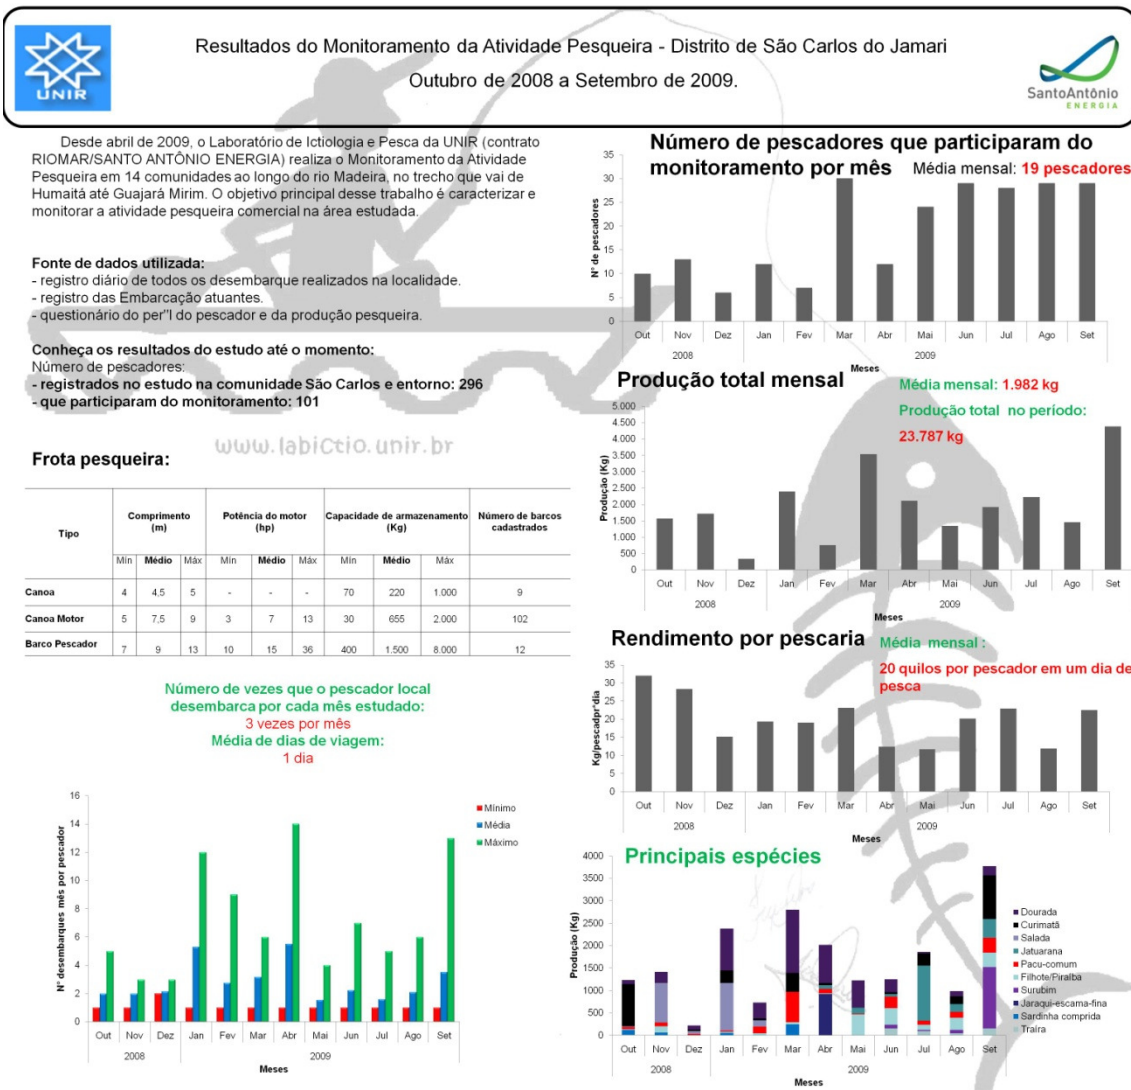 UNIR
Resultados do Monitoramento da Atividade Pesqueira - Distrito de São Carlos do Jamari
Outubro de 2008 a Setembro de 2009.
SantoAntônio
ENERGIA
Desde abril de 2009, o Laboratório de Ictiologia e Pesca da UNIR (contrato
RIOMAR/SANTO ANTÔNIO ENERGIA) realiza o Monitoramento da Atividade
Pesqueira em 14 comunidades ao longo do rio Madeira, no trecho que vai de
Humaitá até Guajará Mirim. O objetivo principal desse trabalho é caracterizar e
monitorar a atividade pesqueira comercial na área estudada.
Fonte de dados utilizada:
- registro diário de todos os desembarque realizados na localidade.
- registro das Embarcação atuantes.
- questionário do per"l do pescador e da produção pesqueira.
Conheça os resultados do estudo até o momento:
Número de pescadores:
- registrados no estudo na comunidade São Carlos e entorno: 296
- que participaram do monitoramento: 101
www.labictio.unir.br
Frota pesqueira:
Tipo
Comprimento (m)
Potência do motor (hp)
Capacidade de armazenamento (Kg)
Número de barcos cadastrados
Mín Médio Máx Mín Médio Máx Mín Médio Máx
Canoa 4 4,5 5 - - - 70 220 1.000 9
Canoa Motor 5 7,5 9 3 7 13 30 655 2.000 102
Barco Pescador 7 9 13 10 15 36 400 1.500 8.000 12
Número de vezes que o pescador local
desembarca por cada mês estudado:
3 vezes por mês
Média de dias de viagem:
1 dia
N° desembarques mês por pescador
16
14
12
10
8
6
4
2
0
Out Nov Dez Jan Fev Mar Abr Mai Jun Jul Ago Set
2008 2009
Meses
Mínimo
Média
Máximo
Número de pescadores que participaram do
monitoramento por mês
Média mensal: 19 pescadores
N° de pescadores
35
30
25
20
15
10
5
0
Out Nov Dez Jan Fev Mar Abr Mai Jun Jul Ago Set
2008 2009
Meses
Produção total mensal
Média mensal: 1.982 kg
Produção total no período:
23.787 kg
Produção (Kg)
5.000
4.500
4.000
3.500
3.000
2.500
2.000
1.500
1.000
500
0
Out Nov Dez Jan Fev Mar Abr Mai Jun Jul Ago Set
2008 2009
Meses
Rendimento por pescaria
Média mensal :
20 quilos por pescador em um dia de
pesca
Kg/pescadpr*dia
35
30
25
20
15
10
5
0
Out Nov Dez Jan Fev Mar Abr Mai Jun Jul Ago Set
2008 2009
Meses
Principais espécies
Produção (Kg)
4000
3500
3000
2500
2000
1500
1000
500
0
Out Nov Dez Jan Fev Mar Abr Mai Jun Jul Ago Set
2008 2009
Meses
Dourada
Curimatã
Salada
Jatuarana
Pacu-comum
Filhote/Piraíba
Surubim
Jaraqui-escama-fina
Sardinha comprida
Traíra